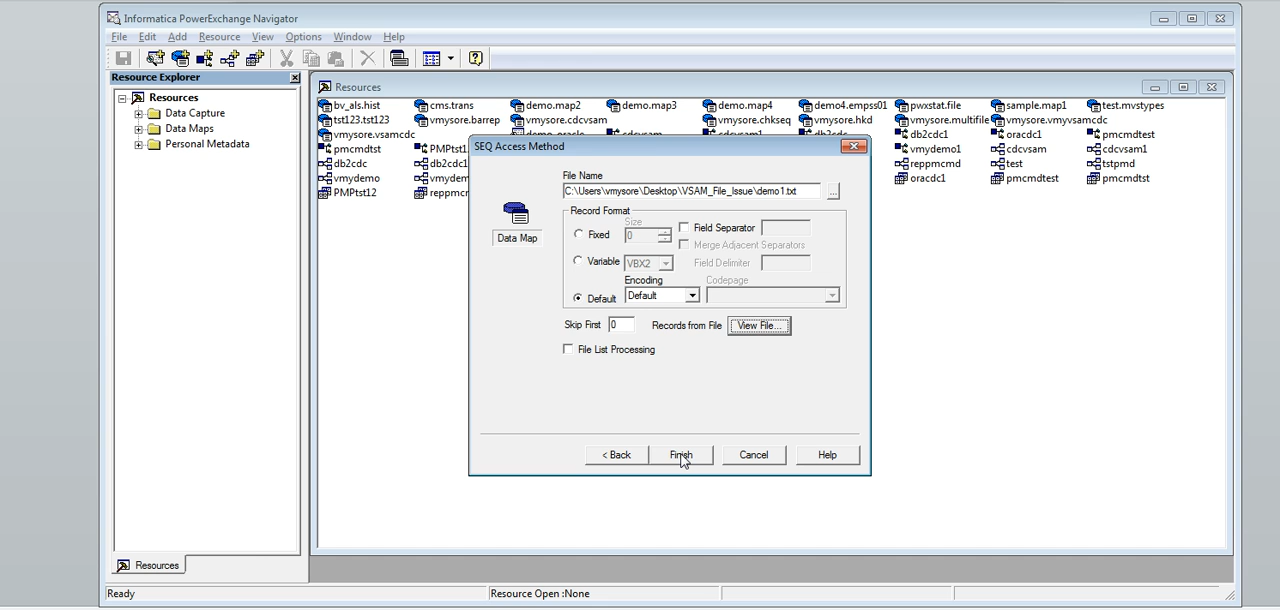 Informatica PowerExchange Navigator
File Edit Add Resource View Options Window Help
Resource Explorer
Resources
Data Capture
Data Maps
Personal Metadata
Resources
Resources
bv_als.hist cms.trans demo.map2 demo.map3 demo.map4 demo4.empss01 pwxstat.file sample.map1 test.mvstypes
tst123.tst123 vmysore.barrep vmysore.cdcvsam vmysore.chkseq vmysore.hkd vmysore.multifile vmysore.vmyvsamcdc
vmysore.vsamcdc db2cdc1 oracdc1 pmcmdtest
pmcmdtst PMPtst1 vmydemo1 cdcvsam cdcvsam1
db2cdc db2cdc1 reppmcmd test tstpmd
vmydemo vmydem oracdc1 pmcmdtest pmcmdtst
PMPtst12 reppmcr
SEQ Access Method
Data Map
File Name
C:\Users\vmysore\Desktop\VSAM_File_Issue\demo1.txt ...
Record Format
Size
Fixed 0 Field Separator
Merge Adjacent Separators
Variable VBX2 Field Delimiter
Encoding Codepage
Default Default
Skip First 0 Records from File View File...
File List Processing
< Back Finish Cancel Help
Ready Resource Open :None